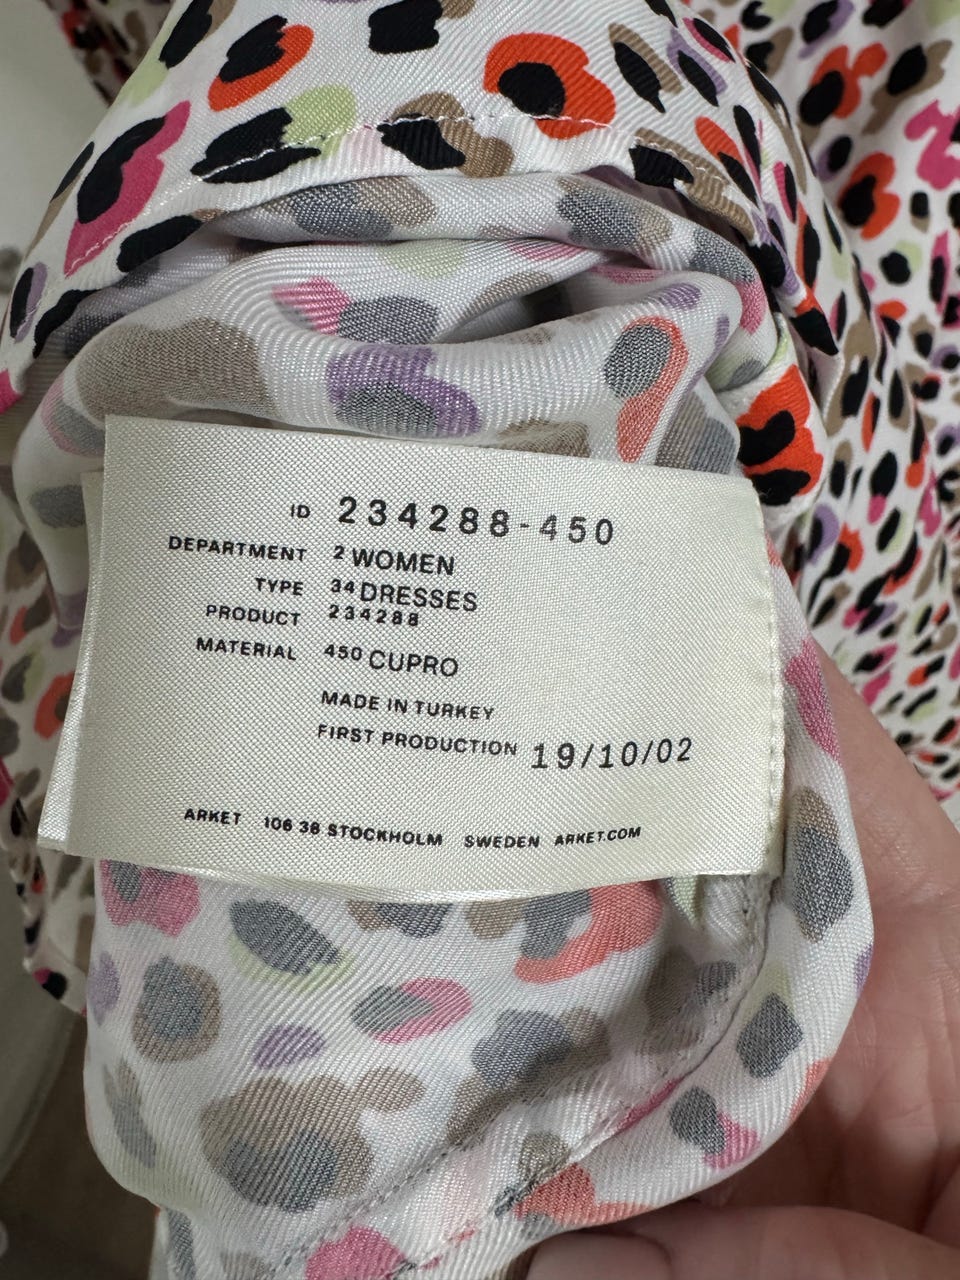 ID 234288-450
DEPARTMENT 2 WOMEN
TYPE 34 DRESSES
PRODUCT 234288
MATERIAL 450 CUPRO
MADE IN TURKEY
FIRST PRODUCTION 19/10/02
ARKET 106 38 STOCKHOLM SWEDEN ARKET.COM